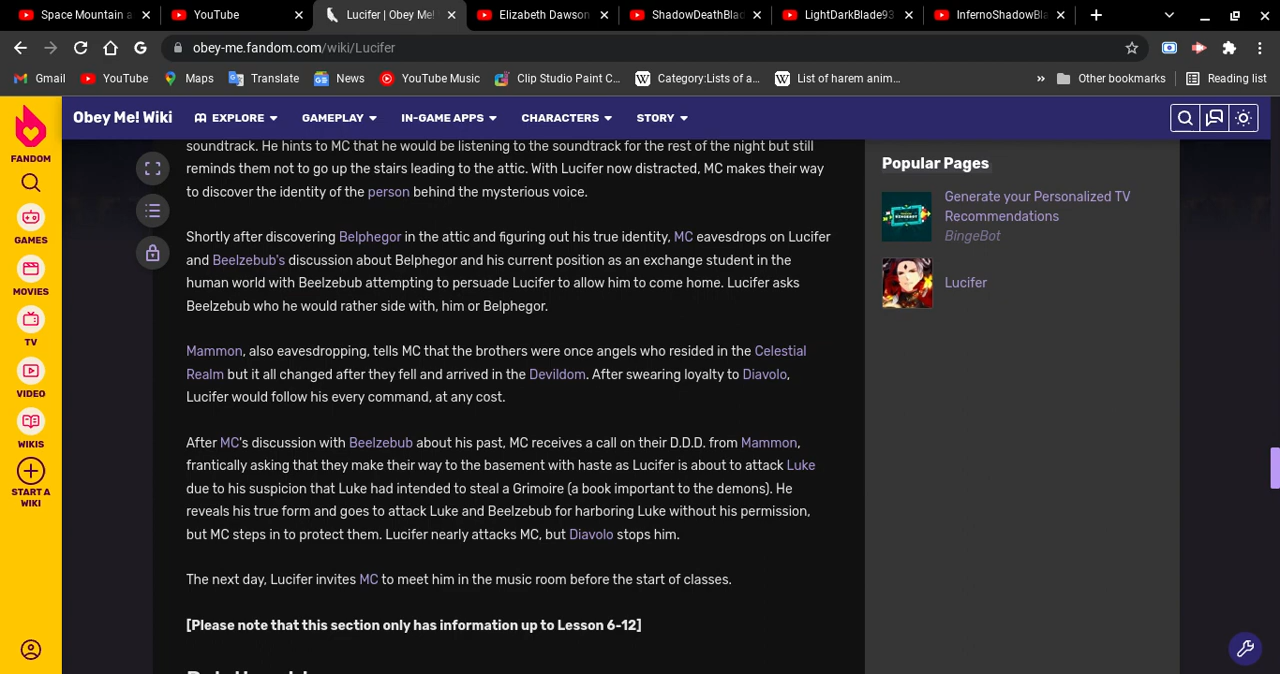 Space Mountain a
YouTube
Lucifer | Obey Me!
Elizabeth Dawson
ShadowDeathBlad
LightDarkBlade93
InfernoShadowBla
obey-me.fandom.com/wiki/Lucifer
Gmail
YouTube
Maps
Translate
News
YouTube Music
Clip Studio Paint C...
Category:Lists of a...
List of harem anim...
»
Other bookmarks
Reading list
Obey Me! Wiki
EXPLORE
GAMEPLAY
IN-GAME APPS
CHARACTERS
STORY
FANDOM
GAMES
MOVIES
TV
VIDEO
WIKIS
START A
WIKI
soundtrack. He hints to MC that he would be listening to the soundtrack for the rest of the night but still
reminds them not to go up the stairs leading to the attic. With Lucifer now distracted, MC makes their way
to discover the identity of the person behind the mysterious voice.
Shortly after discovering Belphegor in the attic and figuring out his true identity, MC eavesdrops on Lucifer
and Beelzebub's discussion about Belphegor and his current position as an exchange student in the
human world with Beelzebub attempting to persuade Lucifer to allow him to come home. Lucifer asks
Beelzebub who he would rather side with, him or Belphegor.
Mammon, also eavesdropping, tells MC that the brothers were once angels who resided in the Celestial
Realm but it all changed after they fell and arrived in the Devildom. After swearing loyalty to Diavolo,
Lucifer would follow his every command, at any cost.
After MC's discussion with Beelzebub about his past, MC receives a call on their D.D.D. from Mammon,
frantically asking that they make their way to the basement with haste as Lucifer is about to attack Luke
due to his suspicion that Luke had intended to steal a Grimoire (a book important to the demons). He
reveals his true form and goes to attack Luke and Beelzebub for harboring Luke without his permission,
but MC steps in to protect them. Lucifer nearly attacks MC, but Diavolo stops him.
The next day, Lucifer invites MC to meet him in the music room before the start of classes.
[Please note that this section only has information up to Lesson 6-12]
Popular Pages
Generate your Personalized TV
Recommendations
BingeBot
Lucifer